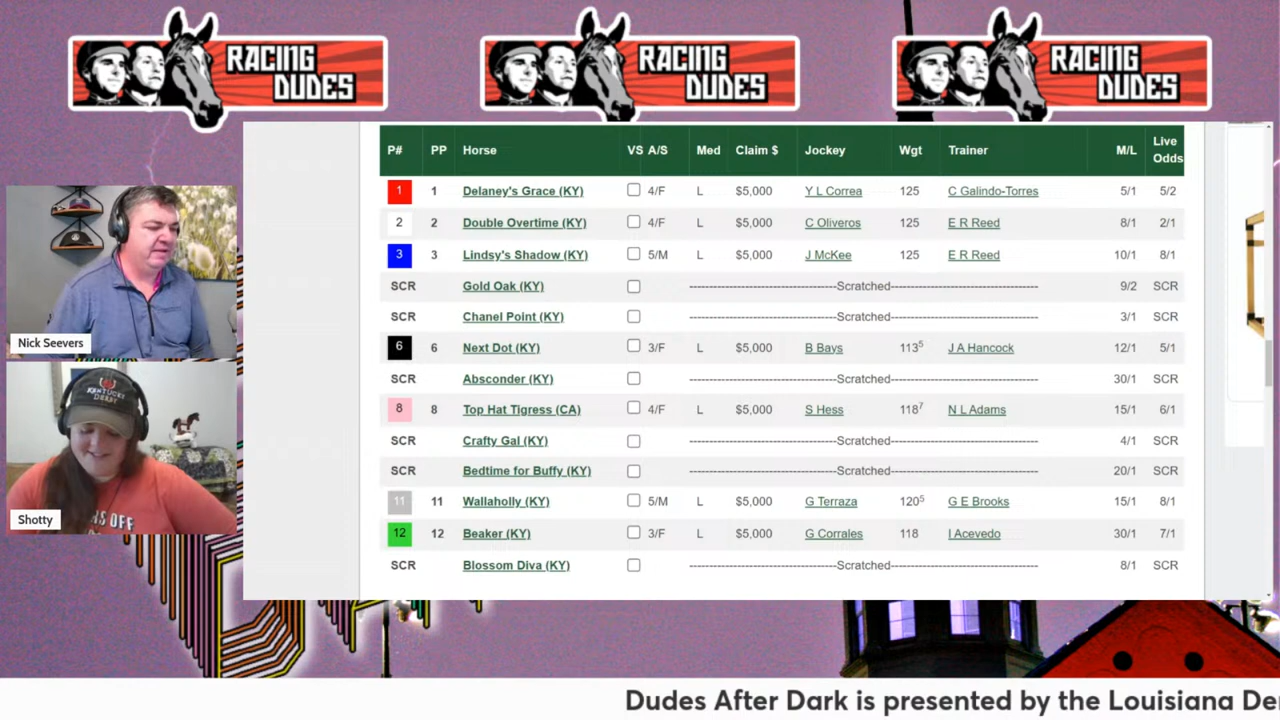 RACING DUDES
RACING DUDES
RACING DUDES
P# PP Horse VS A/S Med Claim $ Jockey Wgt Trainer M/L Live Odds
1 1 Delaney's Grace (KY) 4/F L $5,000 Y L Correa 125 C Galindo-Torres 5/1 5/2
2 2 Double Overtime (KY) 4/F L $5,000 C Oliveros 125 E R Reed 8/1 2/1
3 3 Lindsy's Shadow (KY) 5/M L $5,000 J McKee 125 E R Reed 10/1 8/1
SCR Gold Oak (KY) Scratched 9/2 SCR
SCR Chanel Point (KY) Scratched 3/1 SCR
6 6 Next Dot (KY) 3/F L $5,000 B Bays 113⁵ J A Hancock 12/1 5/1
SCR Absconder (KY) Scratched 30/1 SCR
8 8 Top Hat Tigress (CA) 4/F L $5,000 S Hess 118⁷ N L Adams 15/1 6/1
SCR Crafty Gal (KY) Scratched 4/1 SCR
SCR Bedtime for Buffy (KY) Scratched 20/1 SCR
11 11 Wallaholly (KY) 5/M L $5,000 G Terraza 120⁵ G E Brooks 15/1 8/1
12 12 Beaker (KY) 3/F L $5,000 G Corrales 118 I Acevedo 30/1 7/1
SCR Blossom Diva (KY) Scratched 8/1 SCR
Nick Seevers
KENTUCKY
DERBY
OFF
Shotty
Dudes After Dark is presented by the Louisiana De